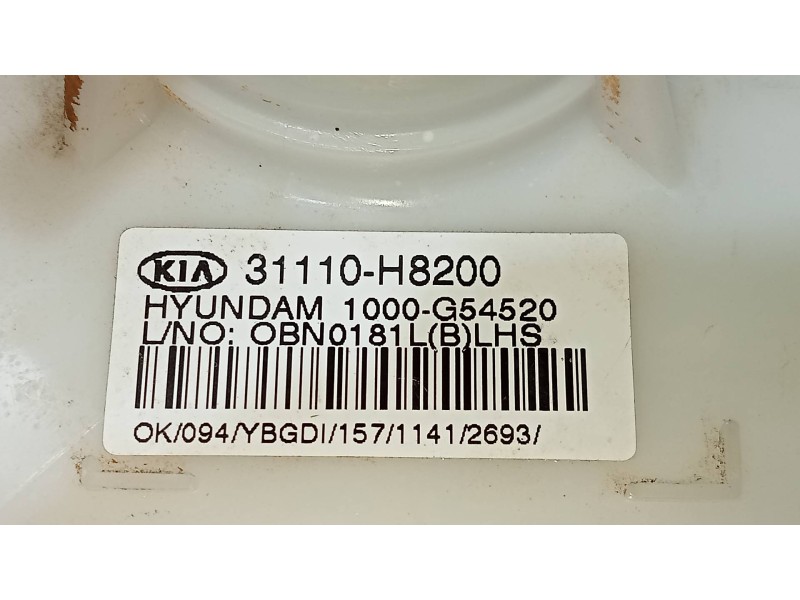 KIA 31110-H8200
HYUNDAM 1000-G54520
L/NO: OBN0181L(B)LHS
OK/094/YBGDI/157/1141/2693/